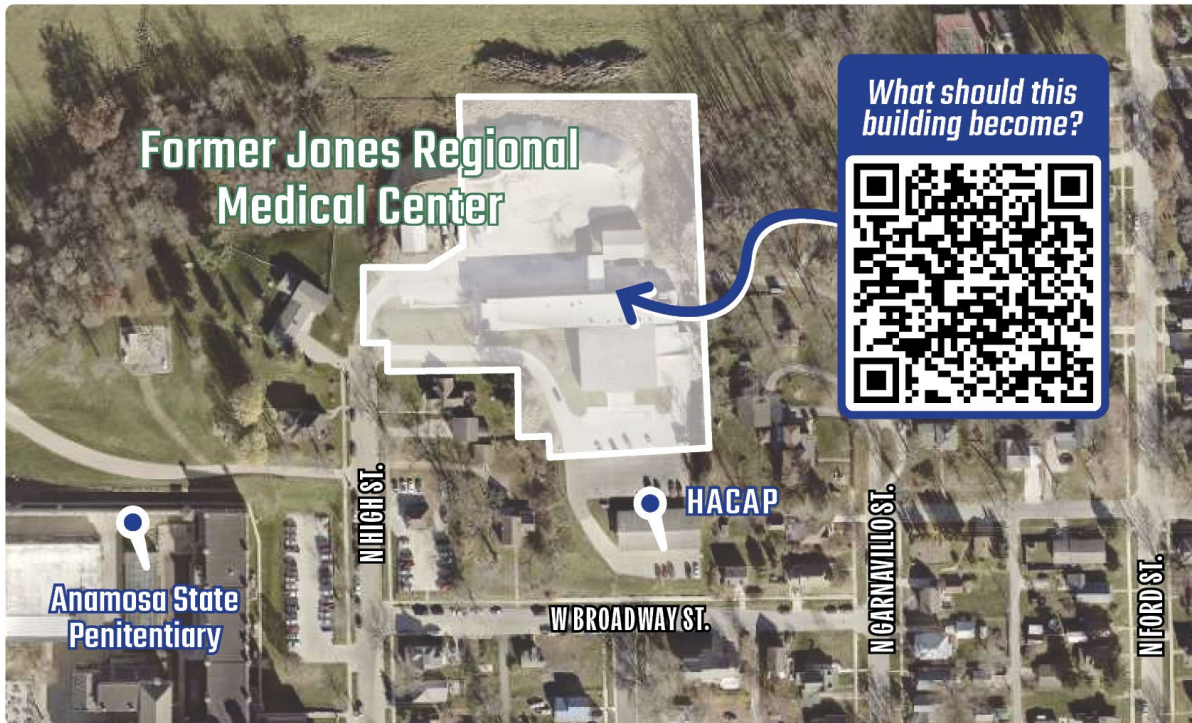 What should this
building become?
Former Jones Regional
Medical Center
HACAP
N HIGH ST.
N GARNAVILLO ST.
N FORD ST.
Anamosa State
Penitentiary
W BROADWAY ST.